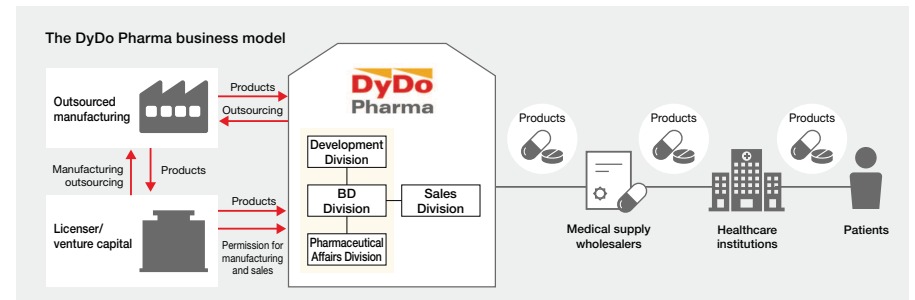 The DyDo Pharma business model
Outsourced
manufacturing
Products
Outsourcing
Manufacturing
outsourcing
Products
Licenser/
venture capital
Products
Permission for
manufacturing
and sales
DyDo
Pharma
Development
Division
BD
Division
Sales
Division
Pharmaceutical
Affairs Division
Products
Medical supply
wholesalers
Products
Healthcare
institutions
Products
Patients